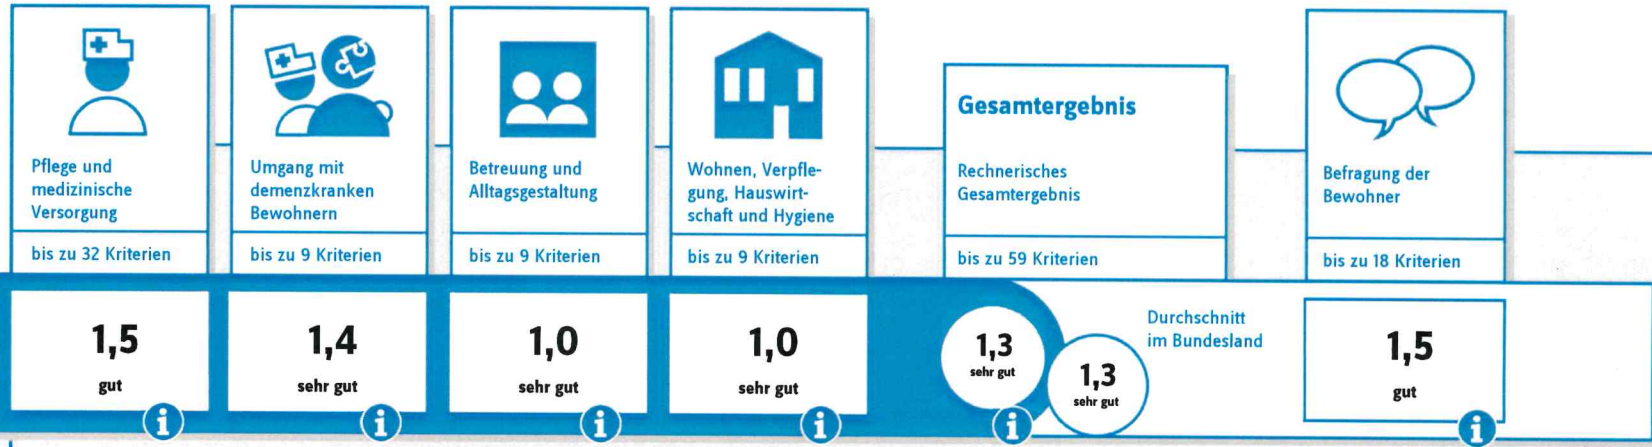 Pflege und
medizinische
Versorgung
bis zu 32 Kriterien
1,5
gut
Umgang mit
demenzkranken
Bewohnern
bis zu 9 Kriterien
1,4
sehr gut
Betreuung und
Alltagsgestaltung
bis zu 9 Kriterien
1,0
sehr gut
Wohnen, Verpfle-
gung, Hauswirt-
schaft und Hygiene
bis zu 9 Kriterien
1,0
sehr gut
Gesamtergebnis
Rechnerisches
Gesamtergebnis
bis zu 59 Kriterien
1,3
sehr gut
Durchschnitt
im Bundesland
1,3
sehr gut
Befragung der
Bewohner
bis zu 18 Kriterien
1,5
gut